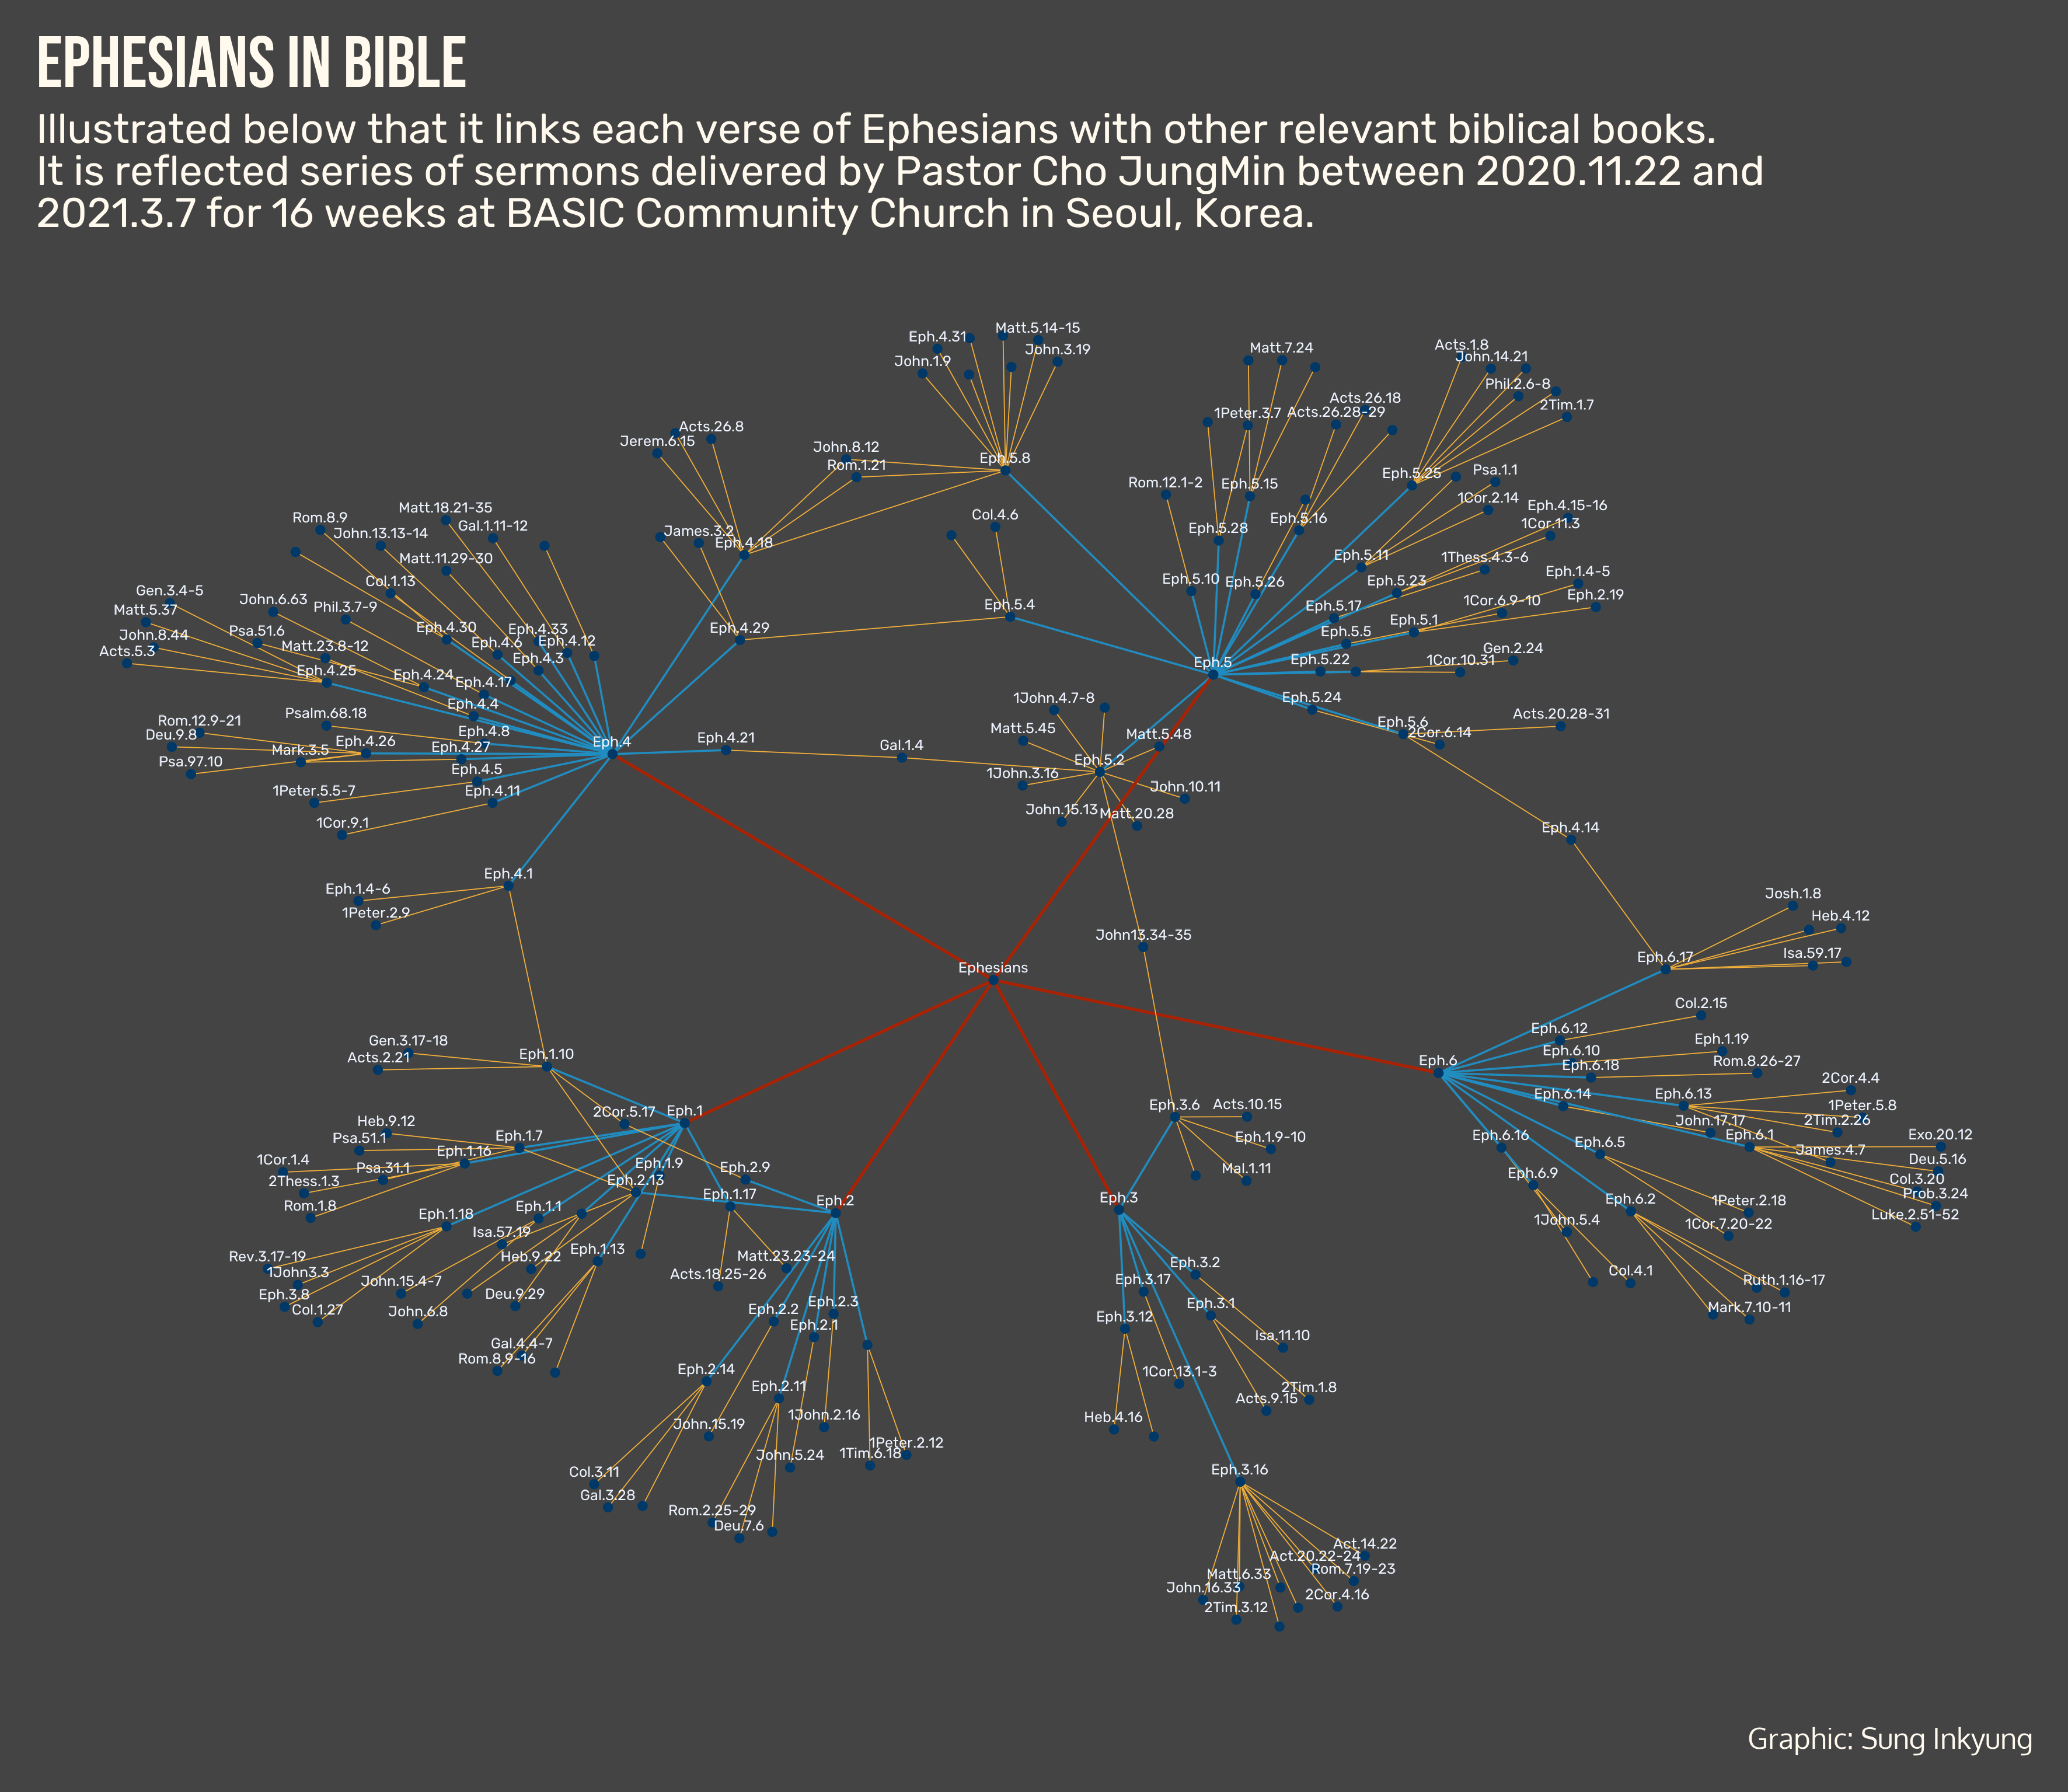 EPHESIANS IN BIBLE
Illustrated below that it links each verse of Ephesians with other relevant biblical books.
It is reflected series of sermons delivered by Pastor Cho JungMin between 2020.11.22 and
2021.3.7 for 16 weeks at BASIC Community Church in Seoul, Korea.
Matt.5.14-15
Eph.4.31
John.3.19
John.1.9
Matt.7.24
Acts.1.8
John.14.21
Phil.2.6-8
2Tim.1.7
Acts.26.18
1Peter.3.7
Acts.26.28-29
Acts.26.8
Jerem.6.15
John.8.12
Rom.1.21
Eph.5.8
Rom.12.1-2
Eph.5.15
Eph.5.25
Psa.1.1
1Cor.2.14
Eph.4.15-16
1Cor.11.3
Matt.18.21-35
Rom.8.9
Gal.1.11-12
John.13.13-14
Matt.11.29-30
James.3.2
Eph.4.18
Col.4.6
Eph.5.28
Eph.5.16
Eph.5.11
1Thess.4.3-6
Eph.1.4-5
Eph.2.19
Gen.3.4-5
Matt.5.37
John.8.44
Acts.5.3
John.6.63
Col.1.13
Phil.3.7-9
Psa.51.6
Matt.23.8-12
Eph.4.30
Eph.4.6
Eph.4.33
Eph.4.12
Eph.4.3
Eph.4.29
Eph.5.4
Eph.5.10
Eph.5.26
Eph.5.23
Eph.5.17
Eph.5.1
1Cor.6.9-10
Eph.5.5
Eph.4.25
Eph.4.24
Eph.4.17
Eph.4.4
Eph.5
Eph.5.22
1Cor.10.31
Gen.2.24
Rom.12.9-21
Deu.9.8
Psa.97.10
Psalm.68.18
Mark.3.5
Eph.4.26
Eph.4.8
Eph.4.27
Eph.4.5
Eph.4.11
Eph.4
Eph.4.21
Gal.1.4
1John.4.7-8
Matt.5.45
Matt.5.48
Eph.5.2
1John.3.16
John.10.11
John.15.13
Matt.20.28
Eph.5.24
Eph.5.6
2Cor.6.14
Acts.20.28-31
1Peter.5.5-7
1Cor.9.1
Eph.4.14
Eph.4.1
Eph.1.4-6
1Peter.2.9
John13.34-35
Ephesians
Josh.1.8
Heb.4.12
Isa.59.17
Eph.6.17
Col.2.15
Gen.3.17-18
Acts.2.21
Eph.1.10
Eph.6.12
Eph.6.10
Eph.1.19
Eph.6
Eph.6.18
Rom.8.26-27
Eph.6.14
Eph.6.13
2Cor.4.4
1Peter.5.8
2Tim.2.26
John.17.17
Eph.6.1
Exo.20.12
James.4.7
Deu.5.16
Col.3.20
Prob.3.24
Luke.2.51-52
2Cor.5.17
Eph.1
Eph.3.6
Acts.10.15
Eph.1.9-10
Mal.1.11
Heb.9.12
Psa.51.1
Eph.1.7
1Cor.1.4
Psa.31.1
Eph.1.16
2Thess.1.3
Rom.1.8
Eph.1.9
Eph.2.13
Eph.2.9
Eph.1.17
Eph.2
Eph.3
Eph.6.16
Eph.6.5
Eph.6.9
Eph.6.2
1Peter.2.18
1Cor.7.20-22
1John.5.4
Eph.1.18
Eph.1.1
Isa.57.19
Rev.3.17-19
1John3.3
Eph.3.8
Col.1.27
John.15.4-7
John.6.8
Heb.9.22
Deu.9.29
Eph.1.13
Acts.18.25-26
Matt.23.23-24
Eph.3.2
Eph.3.17
Eph.3.1
Eph.3.12
Col.4.1
Ruth.1.16-17
Mark.7.10-11
Eph.2.2
Eph.2.3
Eph.2.1
Gal.4.4-7
Rom.8.9-16
Eph.2.14
Eph.2.11
Isa.11.10
1Cor.13.1-3
2Tim.1.8
Acts.9.15
Heb.4.16
John.15.19
1John.2.16
John.5.24
1Peter.2.12
1Tim.6.18
Col.3.11
Gal.3.28
Rom.2.25-29
Deu.7.6
Eph.3.16
Act.14.22
Act.20.22-24
Rom.7.19-23
Matt.6.33
John.16.33
2Cor.4.16
2Tim.3.12
Graphic: Sung Inkyung